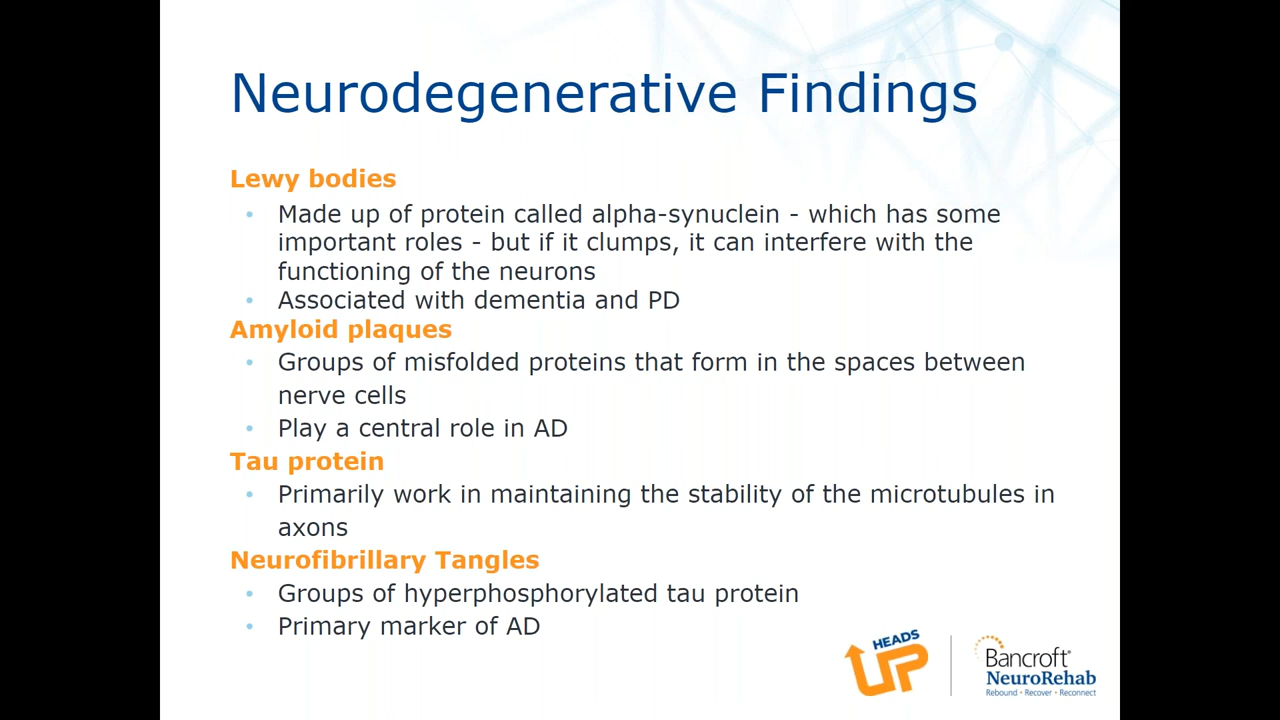 Neurodegenerative Findings
Lewy bodies
• Made up of protein called alpha-synuclein - which has some
important roles - but if it clumps, it can interfere with the
functioning of the neurons
• Associated with dementia and PD
Amyloid plaques
• Groups of misfolded proteins that form in the spaces between
nerve cells
• Play a central role in AD
Tau protein
• Primarily work in maintaining the stability of the microtubules in
axons
Neurofibrillary Tangles
• Groups of hyperphosphorylated tau protein
• Primary marker of AD
HEADS
UP
Bancroft®
NeuroRehab
Rebound • Recover • Reconnect